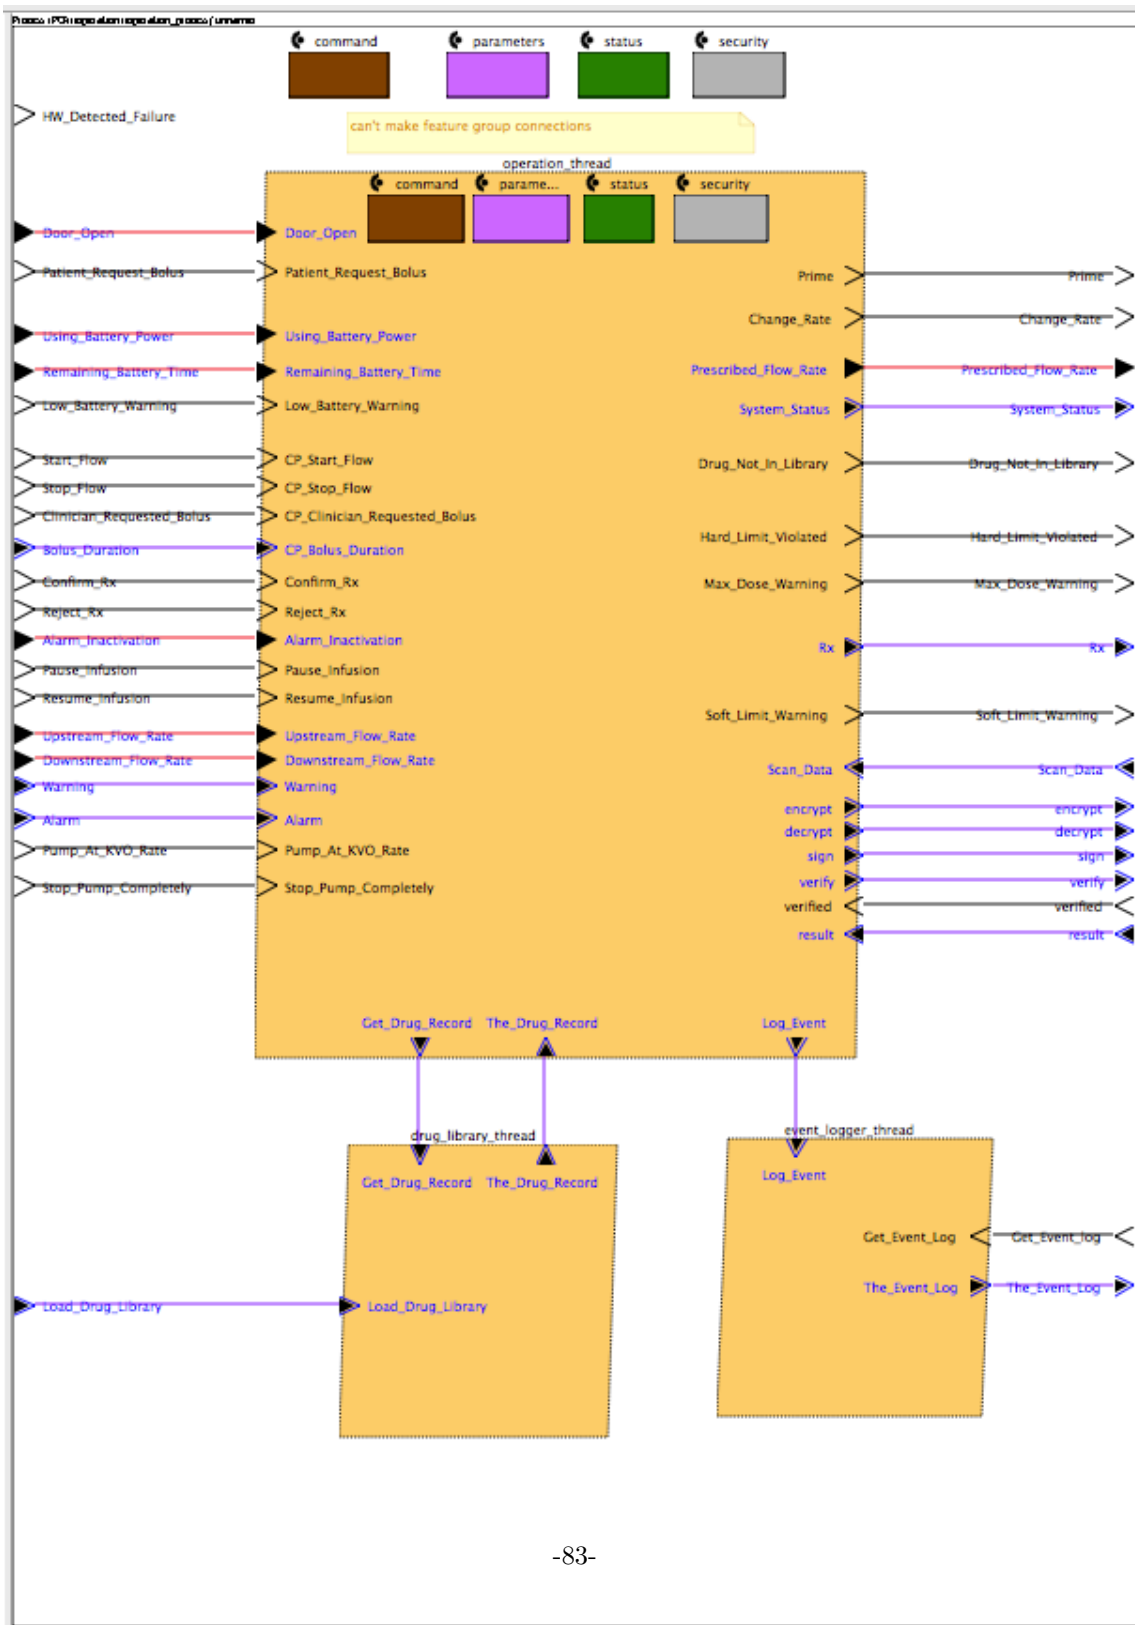 command parameters status security
HW_Detected_Failure
can't make feature group connections
operation_thread
command parame... status security
Door_Open Door_Open
Patient_Request_Bolus Patient_Request_Bolus Prime Prime
Change_Rate Change_Rate
Using_Battery_Power Using_Battery_Power
Remaining_Battery_Time Remaining_Battery_Time Prescribed_Flow_Rate Prescribed_Flow_Rate
Low_Battery_Warning Low_Battery_Warning System_Status System_Status
Start_Flow CP_Start_Flow Drug_Not_In_Library Drug_Not_In_Library
Stop_Flow CP_Stop_Flow
Clinician_Requested_Bolus CP_Clinician_Requested_Bolus
Hard_Limit_Violated Hard_Limit_Violated
Bolus_Duration CP_Bolus_Duration
Confirm_Rx Confirm_Rx Max_Dose_Warning Max_Dose_Warning
Reject_Rx Reject_Rx
Alarm_Inactivation Alarm_Inactivation Rx Rx
Pause_Infusion Pause_Infusion
Resume_Infusion Resume_Infusion
Soft_Limit_Warning Soft_Limit_Warning
Upstream_Flow_Rate Upstream_Flow_Rate
Downstream_Flow_Rate Downstream_Flow_Rate Scan_Data Scan_Data
Warning Warning
encrypt encrypt
Alarm Alarm
decrypt decrypt
Pump_At_KVO_Rate Pump_At_KVO_Rate sign sign
Stop_Pump_Completely Stop_Pump_Completely verify verify
verified verified
result result
Get_Drug_Record The_Drug_Record Log_Event
drug_library_thread event_logger_thread
Get_Drug_Record The_Drug_Record Log_Event
Get_Event_Log Get_Event_log
The_Event_Log The_Event_Log
Load_Drug_Library Load_Drug_Library
-83-